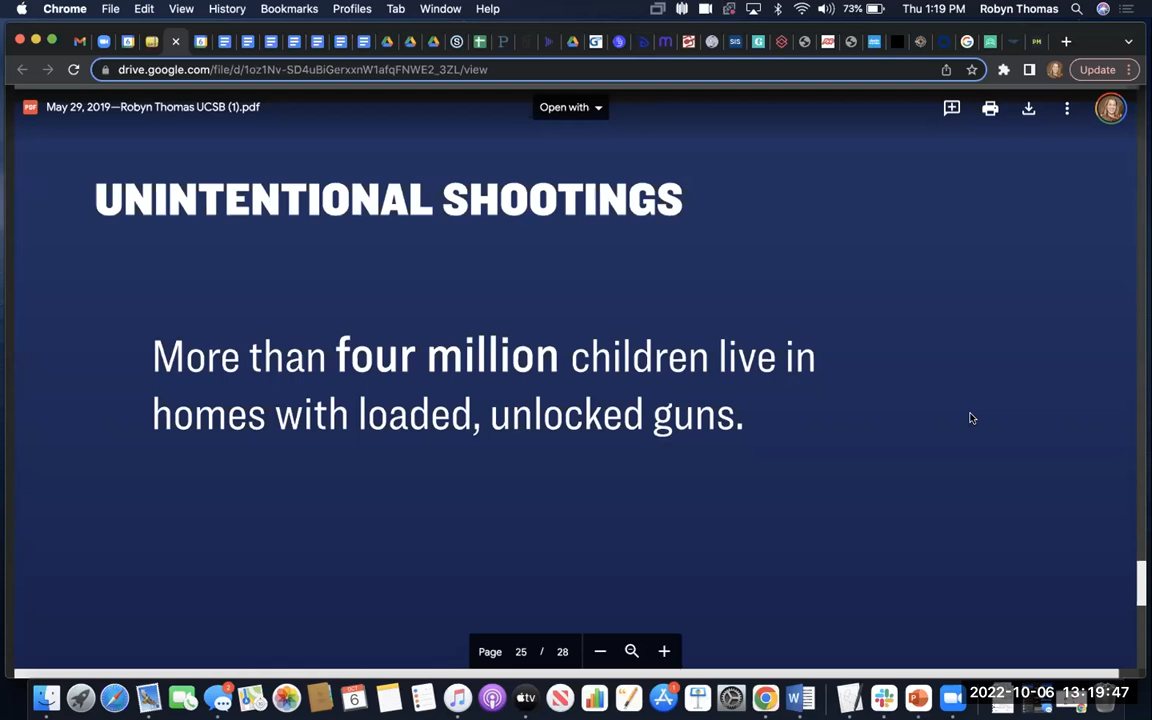 Chrome File Edit View History Bookmarks Profiles Tab Window Help 73% Thu 1:19 PM Robyn Thomas
drive.google.com/file/d/1oz1Nv-SD4uBiGerxxnW1afqFNWE2_3ZL/view Update
PDF May 29, 2019—Robyn Thomas UCSB (1).pdf Open with
UNINTENTIONAL SHOOTINGS
More than four million children live in
homes with loaded, unlocked guns.
Page 25 / 28
OCT 6
2022-10-06 13:19:47